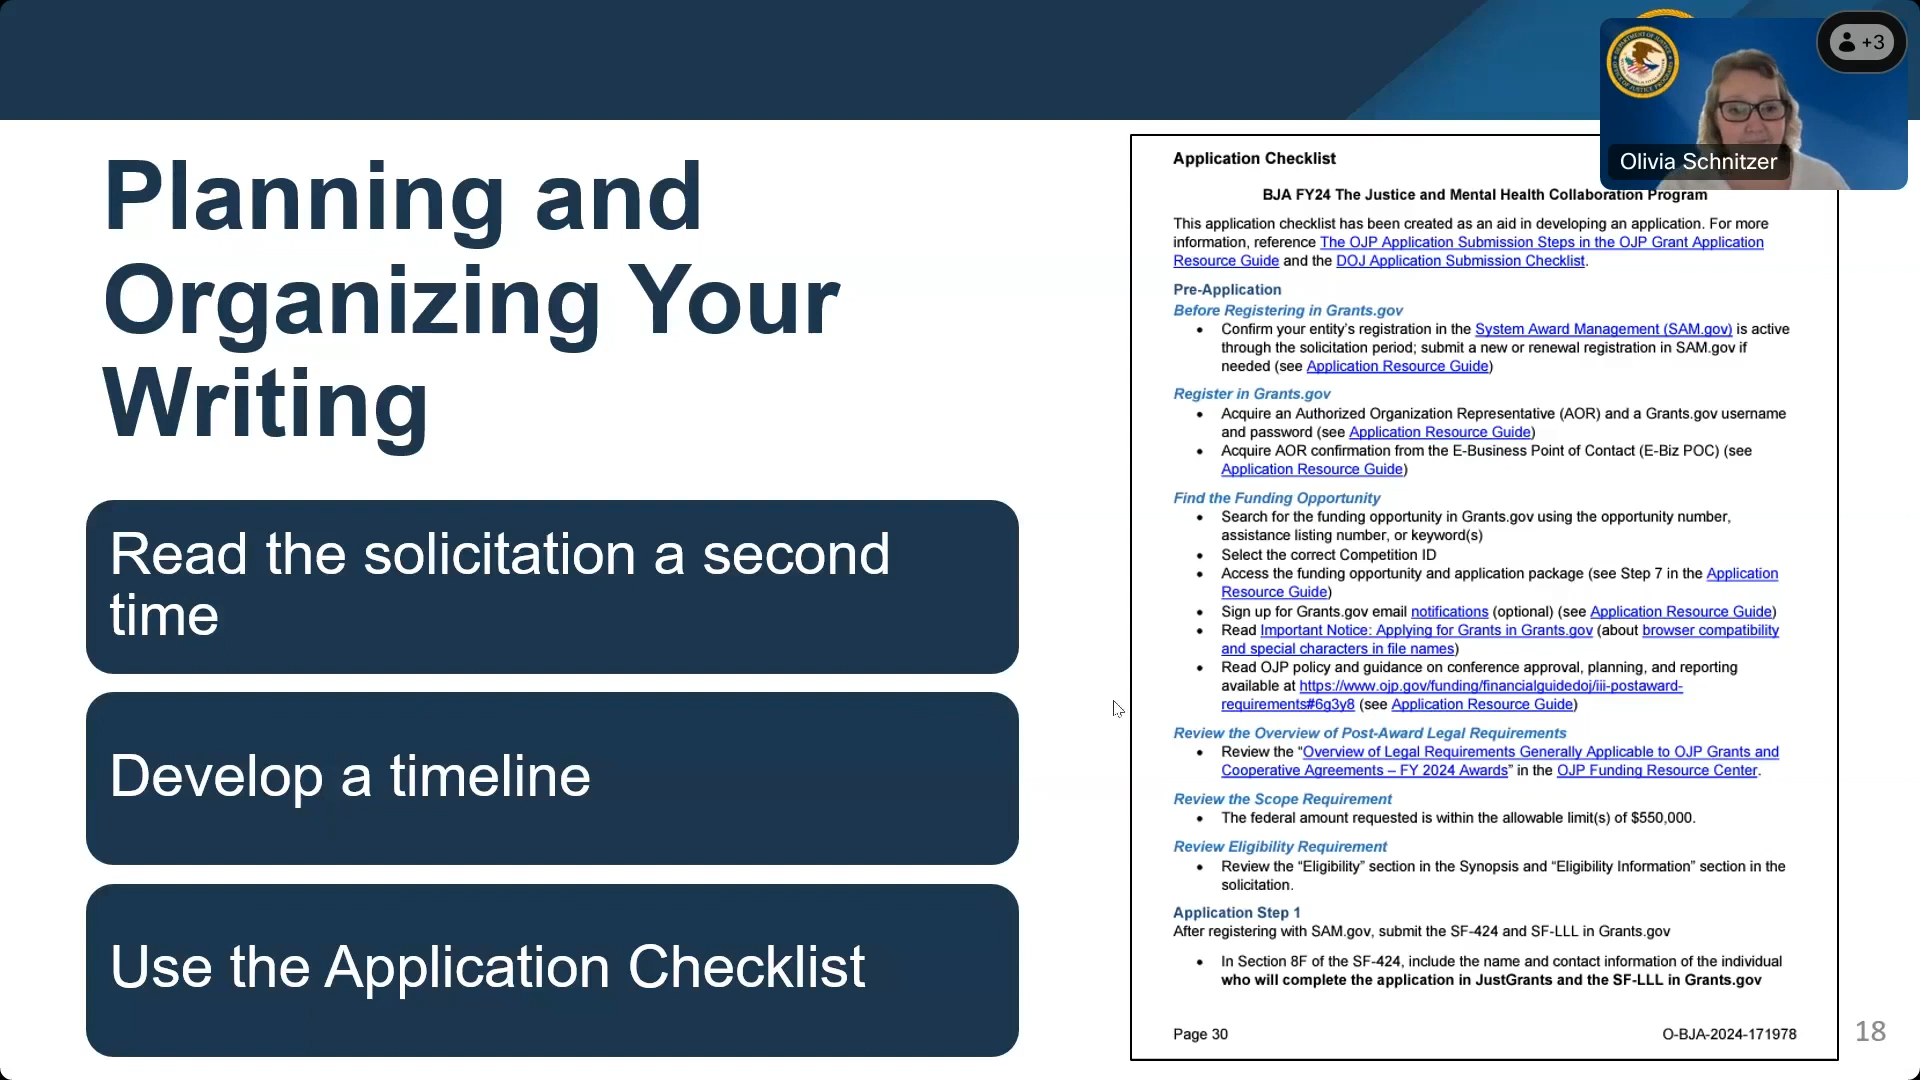 Planning and
Organizing Your
Writing
Read the solicitation a second
time
Develop a timeline
Use the Application Checklist
+3
Olivia Schnitzer
Application Checklist
BJA FY24 The Justice and Mental Health Collaboration Program
This application checklist has been created as an aid in developing an application. For more
information, reference The OJP Application Submission Steps in the OJP Grant Application
Resource Guide and the DOJ Application Submission Checklist.
Pre-Application
Before Registering in Grants.gov
• Confirm your entity’s registration in the System Award Management (SAM.gov) is active
through the solicitation period; submit a new or renewal registration in SAM.gov if
needed (see Application Resource Guide)
Register in Grants.gov
• Acquire an Authorized Organization Representative (AOR) and a Grants.gov username
and password (see Application Resource Guide)
• Acquire AOR confirmation from the E-Business Point of Contact (E-Biz POC) (see
Application Resource Guide)
Find the Funding Opportunity
• Search for the funding opportunity in Grants.gov using the opportunity number,
assistance listing number, or keyword(s)
• Select the correct Competition ID
• Access the funding opportunity and application package (see Step 7 in the Application
Resource Guide)
• Sign up for Grants.gov email notifications (optional) (see Application Resource Guide)
• Read Important Notice: Applying for Grants in Grants.gov (about browser compatibility
and special characters in file names)
• Read OJP policy and guidance on conference approval, planning, and reporting
available at https://www.ojp.gov/funding/financialguidedoj/iii-postaward-
requirements#6g3y8 (see Application Resource Guide)
Review the Overview of Post-Award Legal Requirements
• Review the “Overview of Legal Requirements Generally Applicable to OJP Grants and
Cooperative Agreements – FY 2024 Awards” in the OJP Funding Resource Center.
Review the Scope Requirement
• The federal amount requested is within the allowable limit(s) of $550,000.
Review Eligibility Requirement
• Review the “Eligibility” section in the Synopsis and “Eligibility Information” section in the
solicitation.
Application Step 1
After registering with SAM.gov, submit the SF-424 and SF-LLL in Grants.gov
• In Section 8F of the SF-424, include the name and contact information of the individual
who will complete the application in JustGrants and the SF-LLL in Grants.gov
Page 30
O-BJA-2024-171978
18